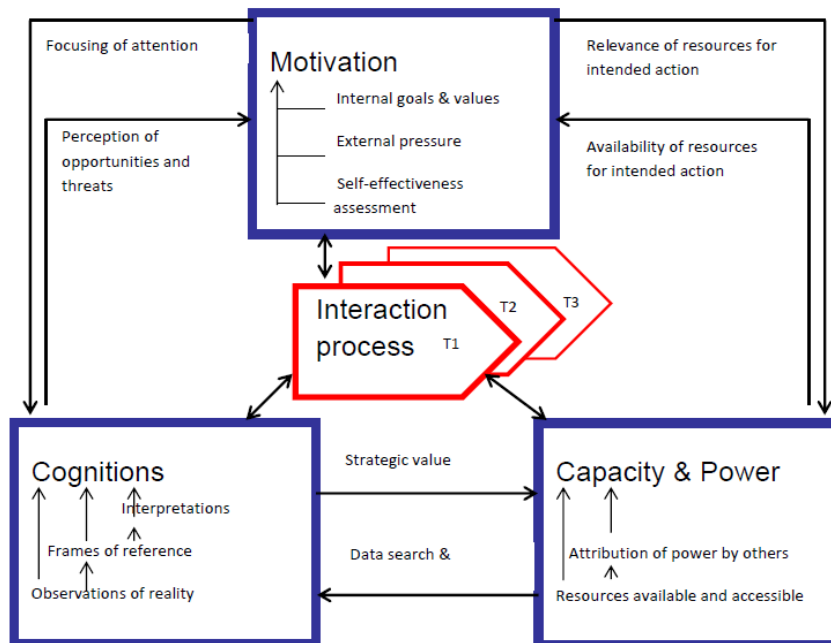 Focusing of attention
Motivation
Relevance of resources for
intended action
Internal goals & values
Perception of
opportunities and
threats
External pressure
Availability of resources
for intended action
Self-effectiveness
assessment
Interaction
process
T1
T2
T3
Cognitions
Strategic value
Capacity & Power
Interpretations
Frames of reference
Data search &
Attribution of power by others
Observations of reality
Resources available and accessible